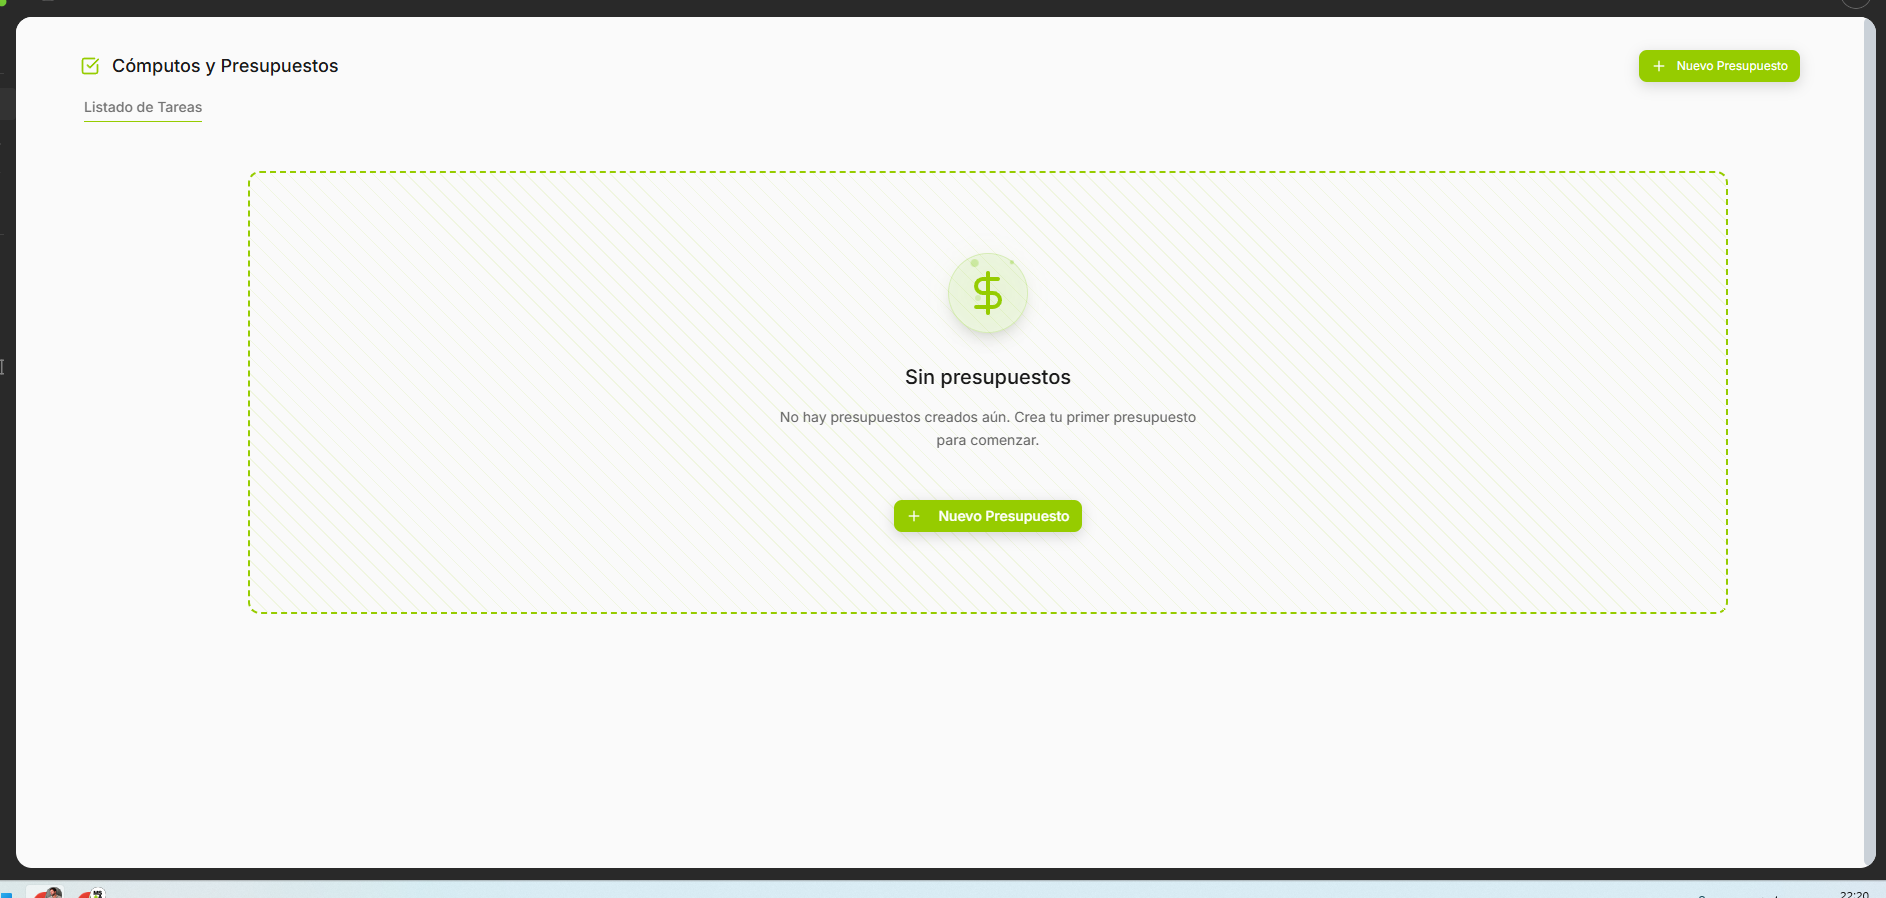 Cómputos y Presupuestos
Nuevo Presupuesto
Listado de Tareas
$
Sin presupuestos
No hay presupuestos creados aún. Crea tu primer presupuesto
para comenzar.
Nuevo Presupuesto
22:20